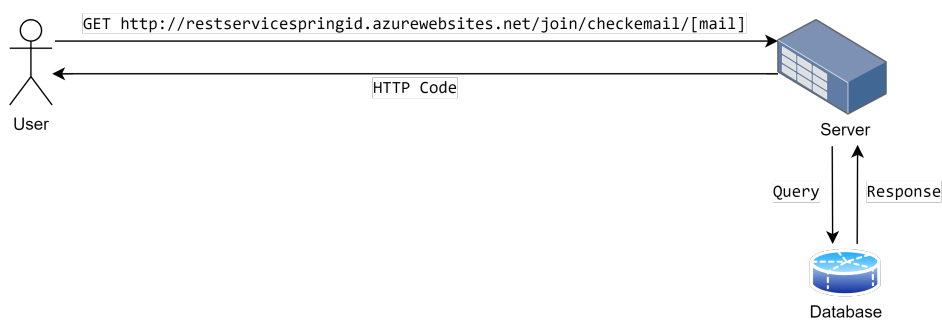 GET http://restservicespringid.azurewebsites.net/join/checkemail/[mail]
HTTP Code
User
Server
Query
Response
Database